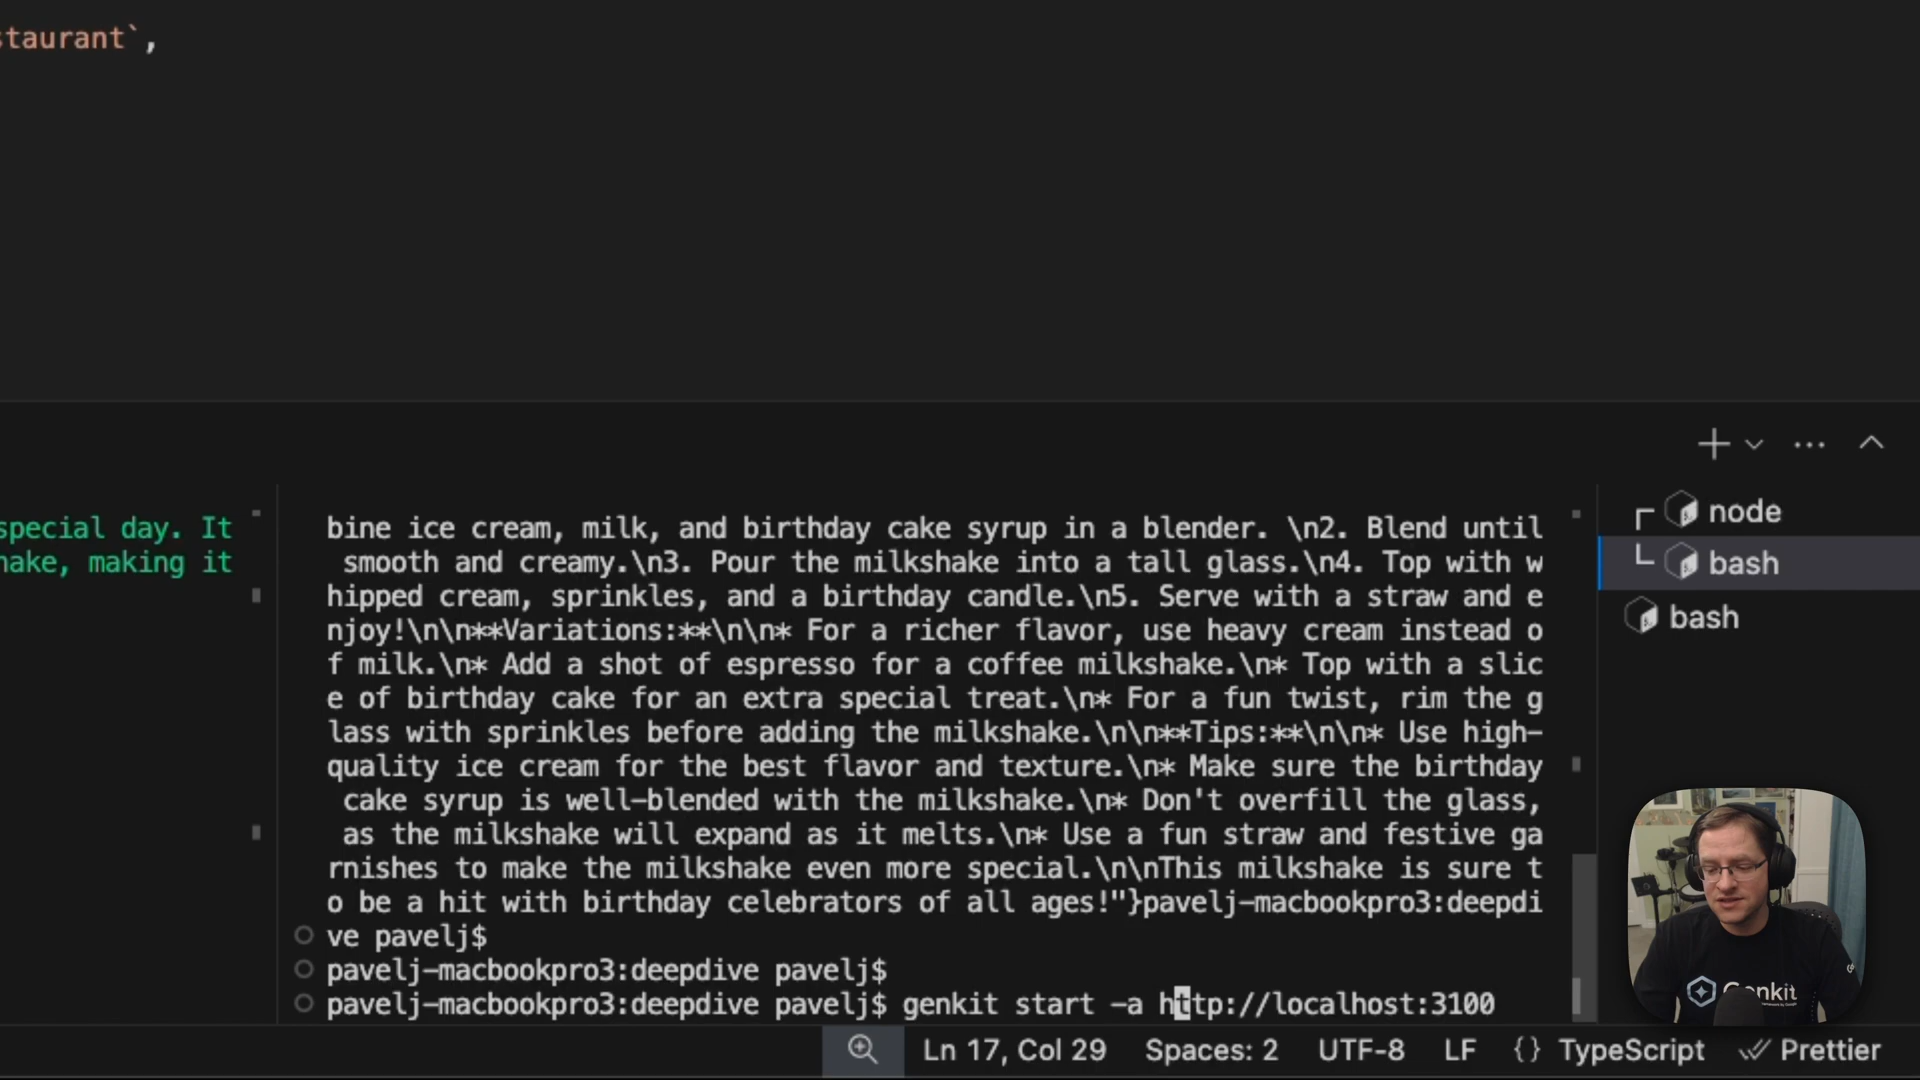 staurant`,
special day. It
hake, making it
bine ice cream, milk, and birthday cake syrup in a blender. \n2. Blend until
smooth and creamy.\n3. Pour the milkshake into a tall glass.\n4. Top with w
hipped cream, sprinkles, and a birthday candle.\n5. Serve with a straw and e
njoy!\n\n**Variations:**\n\n* For a richer flavor, use heavy cream instead o
f milk.\n* Add a shot of espresso for a coffee milkshake.\n* Top with a slic
e of birthday cake for an extra special treat.\n* For a fun twist, rim the g
lass with sprinkles before adding the milkshake.\n\n**Tips:**\n\n* Use high-
quality ice cream for the best flavor and texture.\n* Make sure the birthday
cake syrup is well-blended with the milkshake.\n* Don't overfill the glass,
as the milkshake will expand as it melts.\n* Use a fun straw and festive ga
rnishes to make the milkshake even more special.\n\nThis milkshake is sure t
o be a hit with birthday celebrators of all ages!"}pavelj-macbookpro3:deepdi
ve pavelj$
pavelj-macbookpro3:deepdive pavelj$
pavelj-macbookpro3:deepdive pavelj$ genkit start -a http://localhost:3100
node
bash
bash
Genkit
Ln 17, Col 29
Spaces: 2
UTF-8
LF
{} TypeScript
Prettier